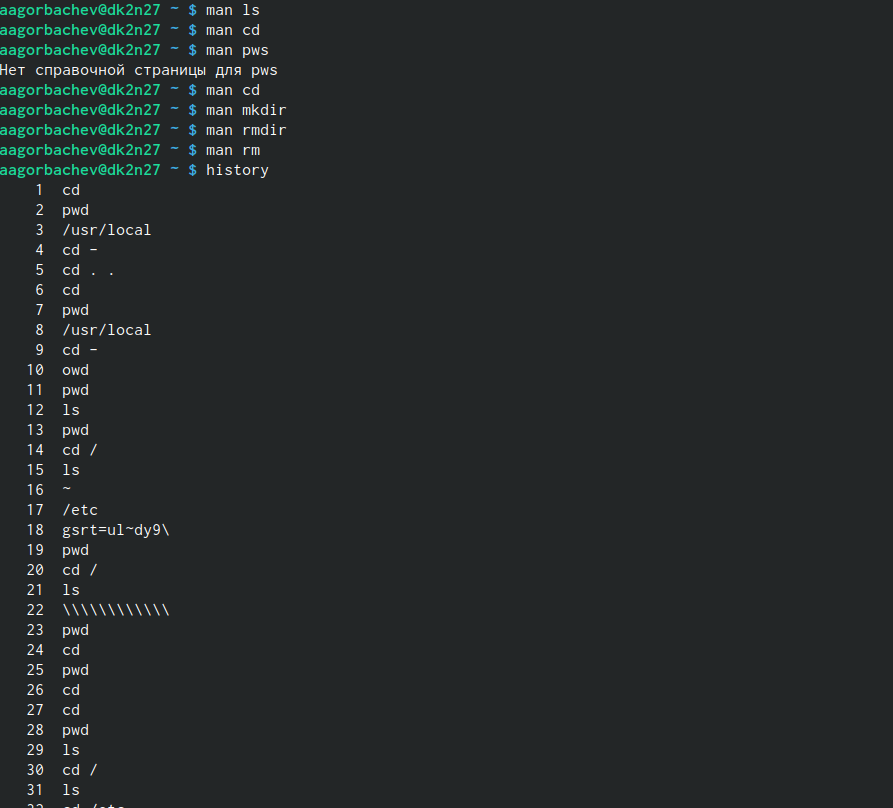 aagorbachev@dk2n27 ~ $ man ls
aagorbachev@dk2n27 ~ $ man cd
aagorbachev@dk2n27 ~ $ man pws
Нет справочной страницы для pws
aagorbachev@dk2n27 ~ $ man cd
aagorbachev@dk2n27 ~ $ man mkdir
aagorbachev@dk2n27 ~ $ man rmdir
aagorbachev@dk2n27 ~ $ man rm
aagorbachev@dk2n27 ~ $ history
1 cd
2 pwd
3 /usr/local
4 cd -
5 cd . .
6 cd
7 pwd
8 /usr/local
9 cd -
10 owd
11 pwd
12 ls
13 pwd
14 cd /
15 ls
16 ~
17 /etc
18 gsrt=ul~dy9\
19 pwd
20 cd /
21 ls
22 \\\\\\\\\\\\
23 pwd
24 cd
25 pwd
26 cd
27 cd
28 pwd
29 ls
30 cd /
31 ls